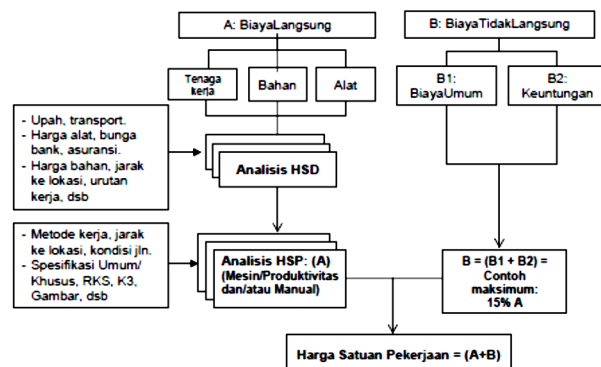 A: BiayaLangsung
B: BiayaTidakLangsung
Tenaga
kerja
Bahan
Alat
B1:
BiayaUmum
B2:
Keuntungan
- Upah, transport.
- Harga alat, bunga
bank, asuransi.
- Harga bahan, jarak
ke lokasi, urutan
kerja, dsb
Analisis HSD
- Metode kerja, jarak
ke lokasi, kondisi jln.
- Spesifikasi Umum/
Khusus, RKS, K3,
Gambar, dsb
Analisis HSP: (A)
(Mesin/Produktivitas
dan/atau Manual)
B = (B1 + B2) =
Contoh
maksimum:
15% A
Harga Satuan Pekerjaan = (A+B)